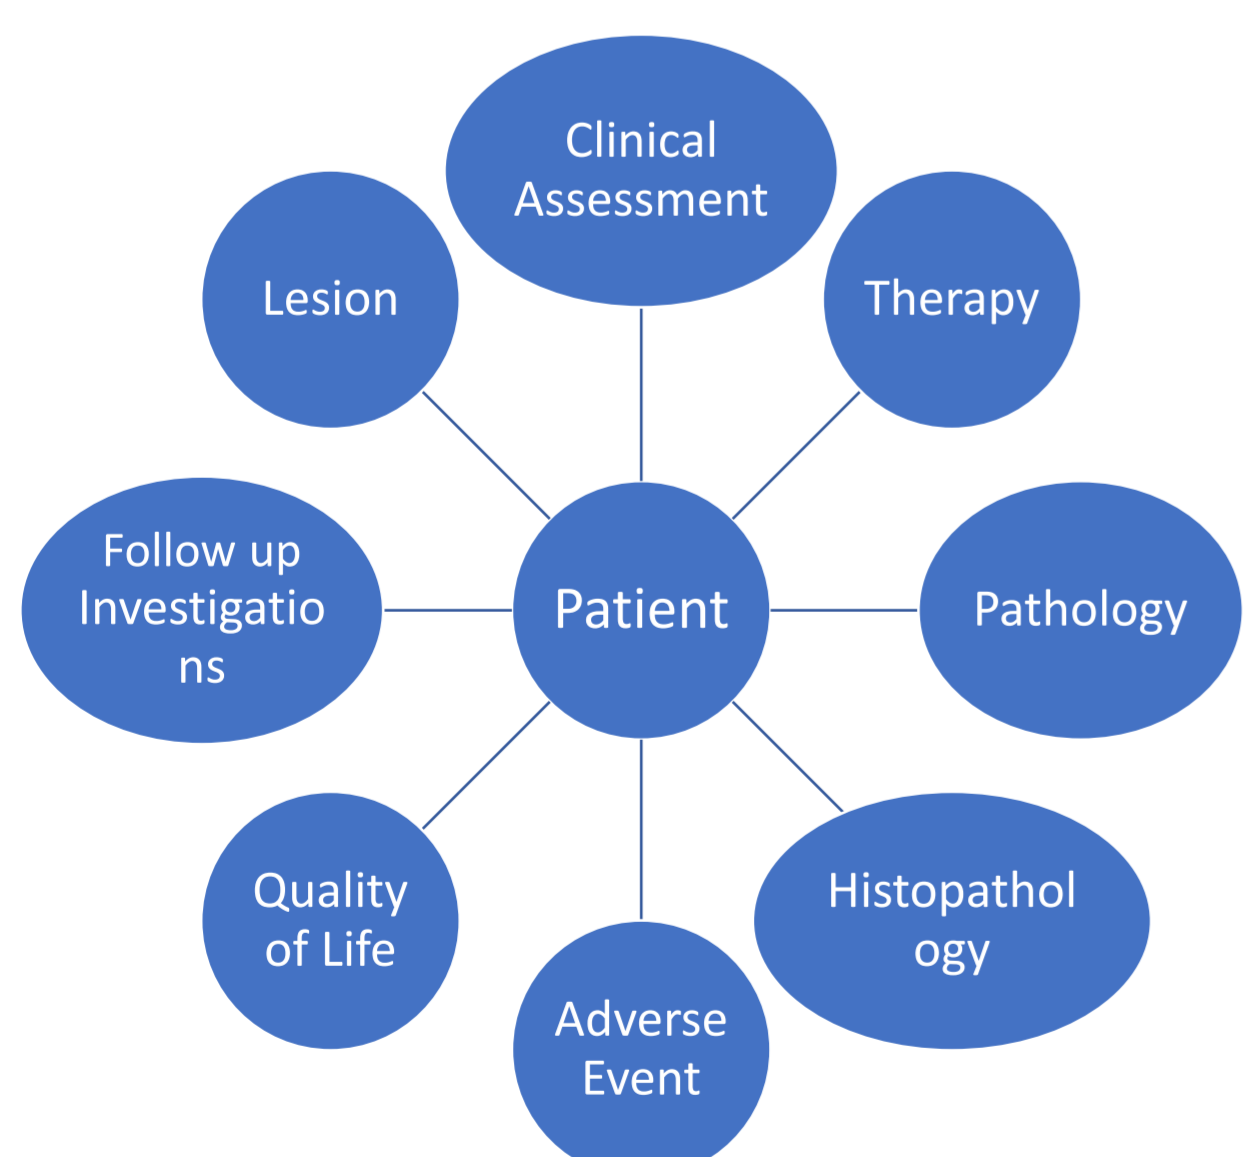 Clinical
Assessment
Lesion
Therapy
Follow up
Investigatio
ns
Patient
Pathology
Quality
of Life
Histopathol
ogy
Adverse
Event